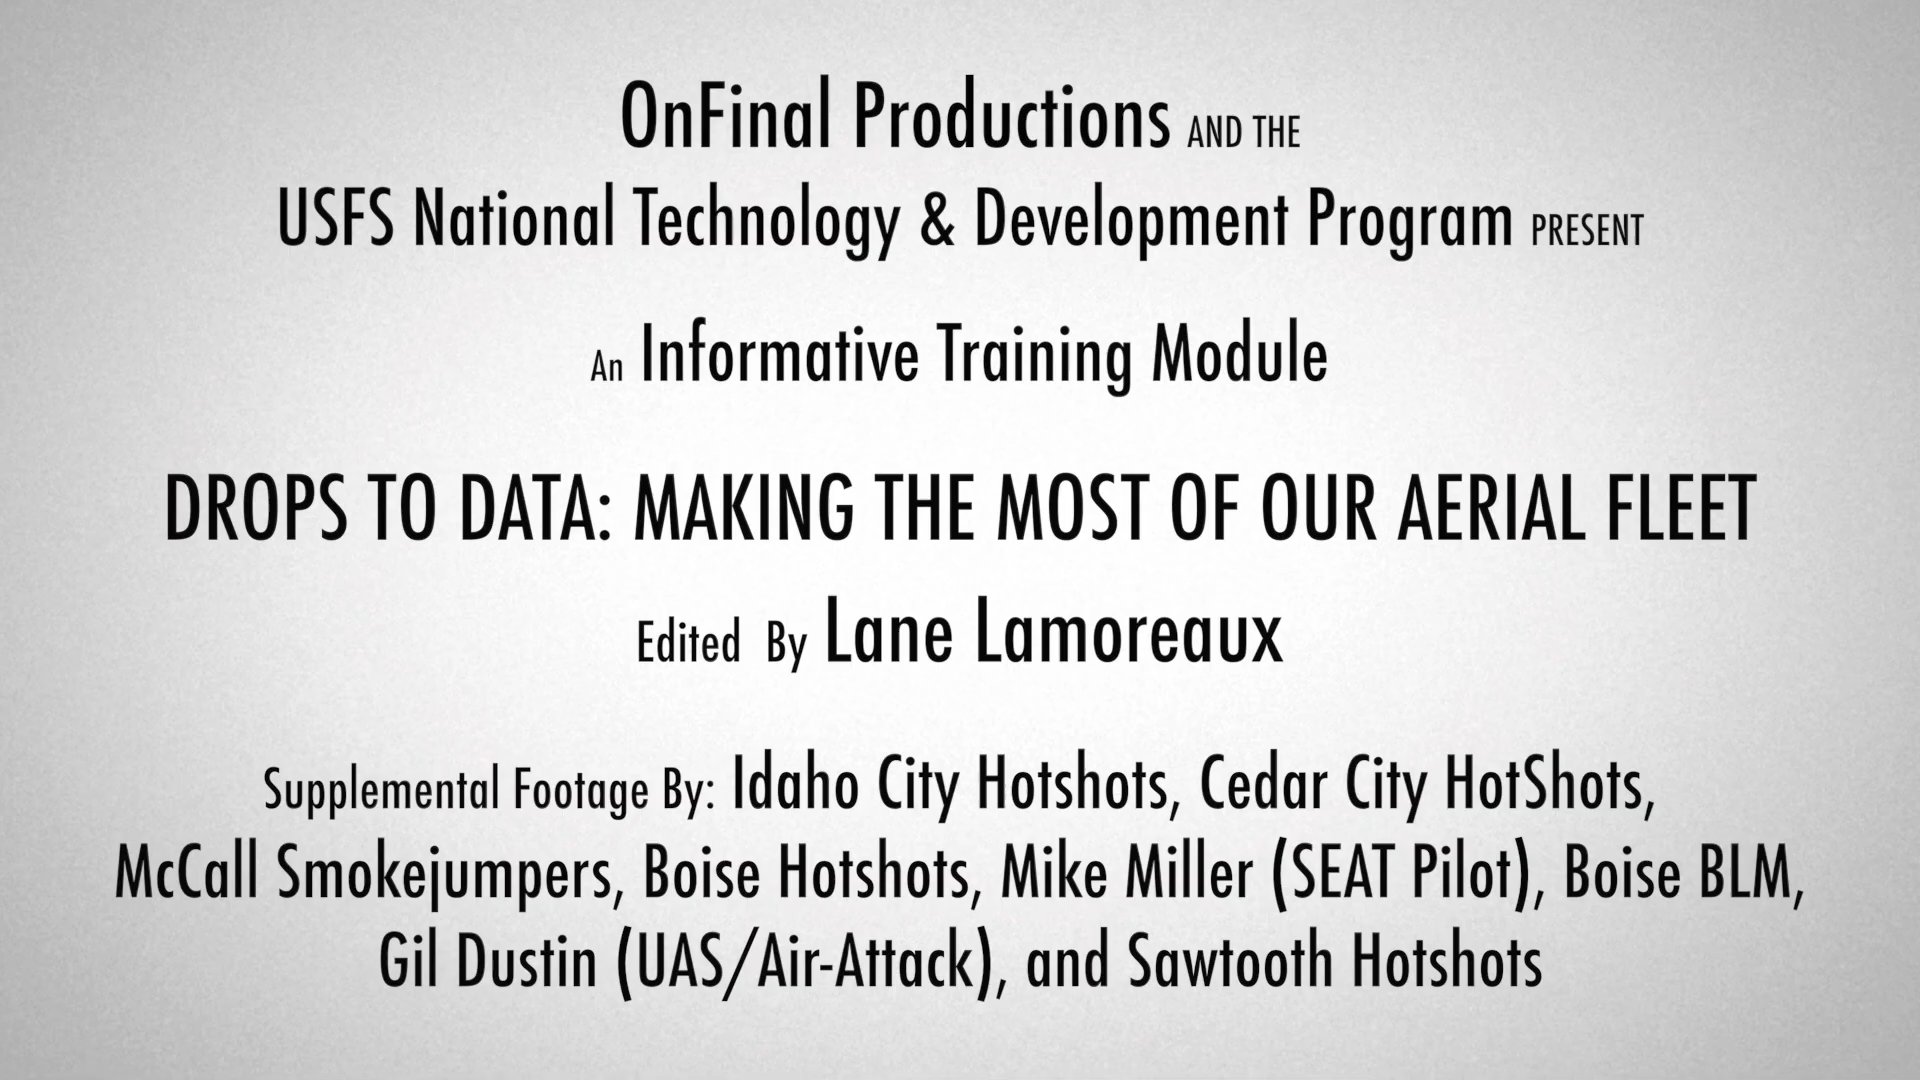 OnFinal Productions AND THE
USFS National Technology & Development Program PRESENT
An Informative Training Module
DROPS TO DATA: MAKING THE MOST OF OUR AERIAL FLEET
Edited By Lane Lamoreaux
Supplemental Footage By: Idaho City Hotshots, Cedar City HotShots,
McCall Smokejumpers, Boise Hotshots, Mike Miller (SEAT Pilot), Boise BLM,
Gil Dustin (UAS/Air-Attack), and Sawtooth Hotshots